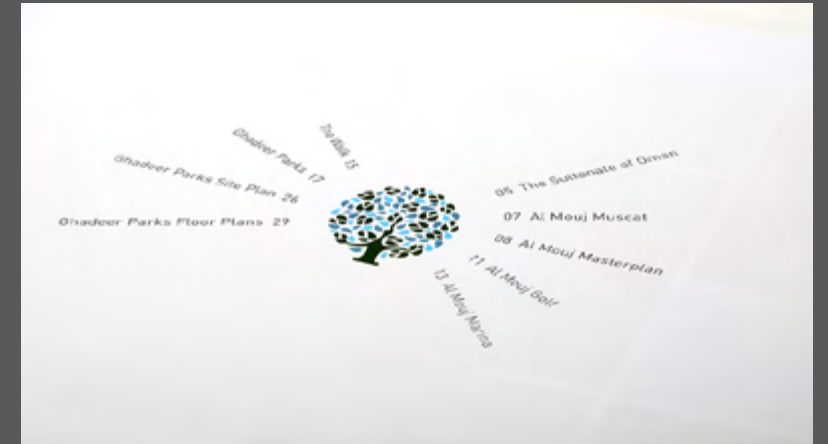 05 The Sultanate of Oman
07 Al Mouj Muscat
08 Al Mouj Masterplan
11 Al Mouj Golf
13 Al Mouj Marina
The Walk 15
Ghadeer Parks 17
Ghadeer Parks Site Plan 26
Ghadeer Parks Floor Plans 29